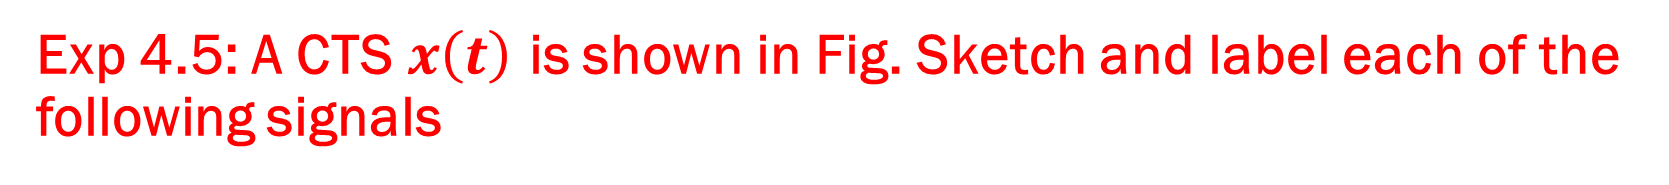 Exp 4.5: A CTS x(t) is shown in Fig. Sketch and label each of the
following signals